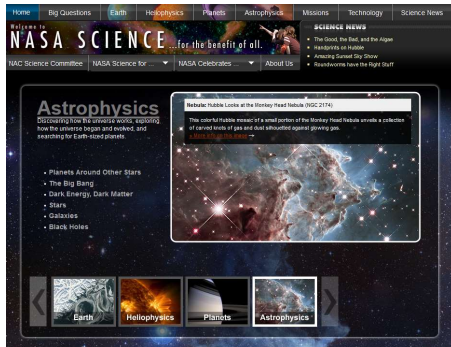 Home Big Questions Earth Heliophysics Planets Astrophysics Missions Technology Science News
Welcome to
NASA SCIENCE ...for the benefit of all.
SCIENCE NEWS
The Good, the Bad, and the Algae
Handprints on Hubble
Amazing Sunset Sky Show
Roundworms have the Right Stuff
NAC Science Committee NASA Science for ... NASA Celebrates ... About Us
Astrophysics
Discovering how the universe works, exploring
how the universe began and evolved, and
searching for Earth-sized planets.
Planets Around Other Stars
The Big Bang
Dark Energy, Dark Matter
Stars
Galaxies
Black Holes
Nebula: Hubble Looks at the Monkey Head Nebula (NGC 2174)
This colorful Hubble mosaic of a small portion of the Monkey Head Nebula unveils a collection
of carved knots of gas and dust silhouetted against glowing gas.
» More info on this image
Earth Heliophysics Planets Astrophysics